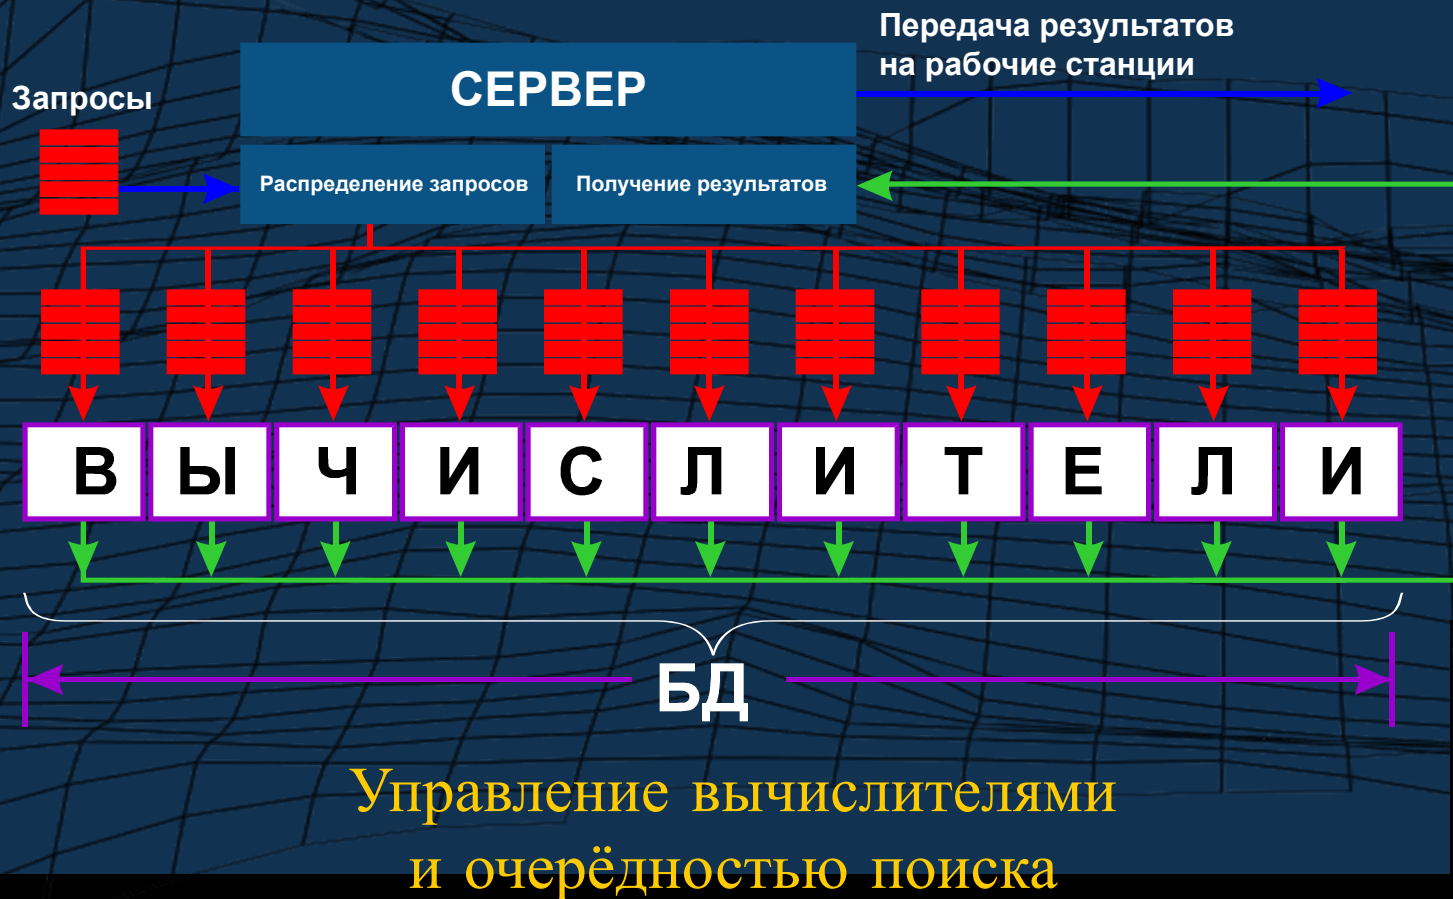 Передача результатов
на рабочие станции
СЕРВЕР
Запросы
Распределение запросов
Получение результатов
В Ы Ч И С Л И Т Е Л И
БД
Управление вычислителями
и очерёдностью поиска